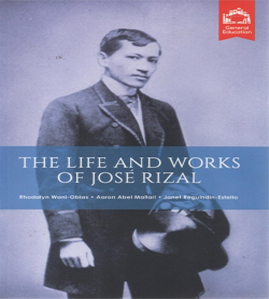 General
Education
THE LIFE AND WORKS
OF JOSÉ RIZAL
Rhodalyn Wani-Obias • Aaron Abel Mallari • Janet Reguindin-Estella